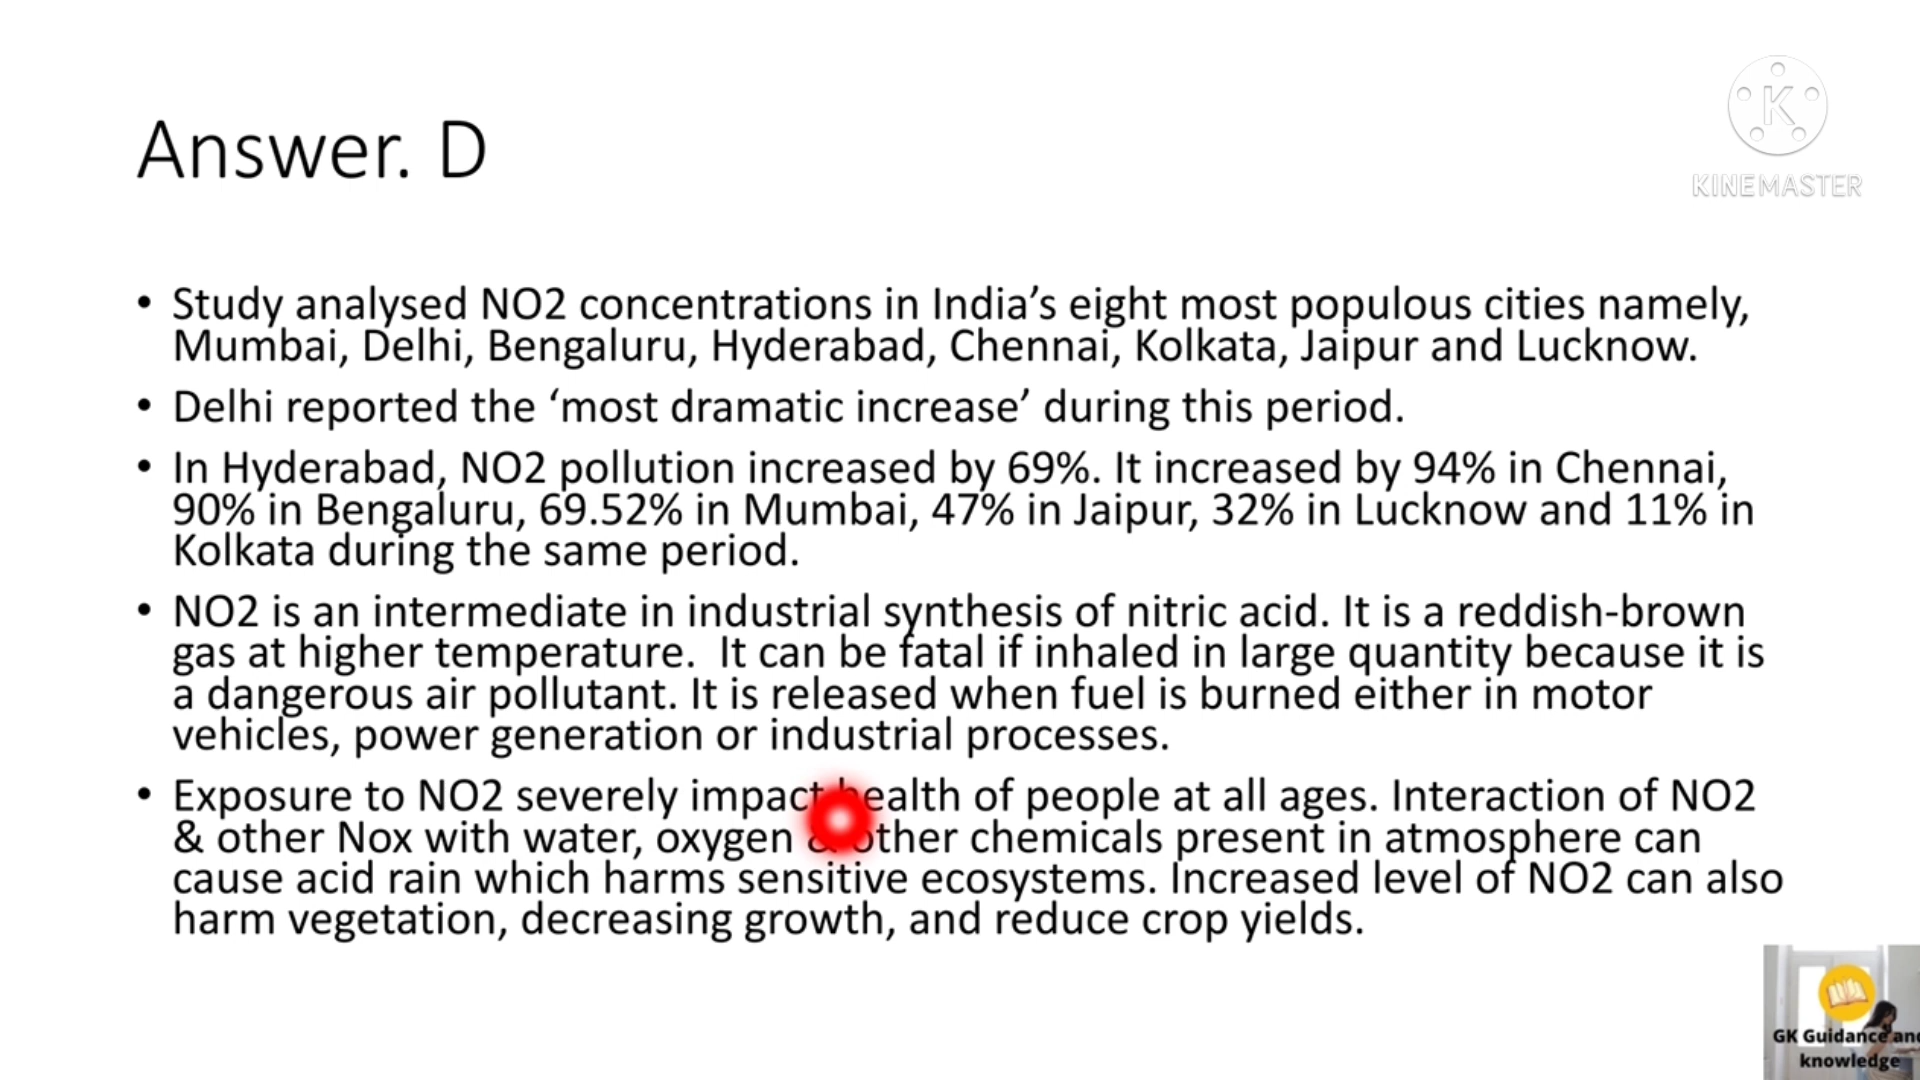 Answer. D
K
KINEMASTER
• Study analysed NO2 concentrations in India’s eight most populous cities namely,
Mumbai, Delhi, Bengaluru, Hyderabad, Chennai, Kolkata, Jaipur and Lucknow.
• Delhi reported the ‘most dramatic increase’ during this period.
• In Hyderabad, NO2 pollution increased by 69%. It increased by 94% in Chennai,
90% in Bengaluru, 69.52% in Mumbai, 47% in Jaipur, 32% in Lucknow and 11% in
Kolkata during the same period.
• NO2 is an intermediate in industrial synthesis of nitric acid. It is a reddish-brown
gas at higher temperature.  It can be fatal if inhaled in large quantity because it is
a dangerous air pollutant. It is released when fuel is burned either in motor
vehicles, power generation or industrial processes.
• Exposure to NO2 severely impact health of people at all ages. Interaction of NO2
& other Nox with water, oxygen & other chemicals present in atmosphere can
cause acid rain which harms sensitive ecosystems. Increased level of NO2 can also
harm vegetation, decreasing growth, and reduce crop yields.
GK Guidance and
knowledge